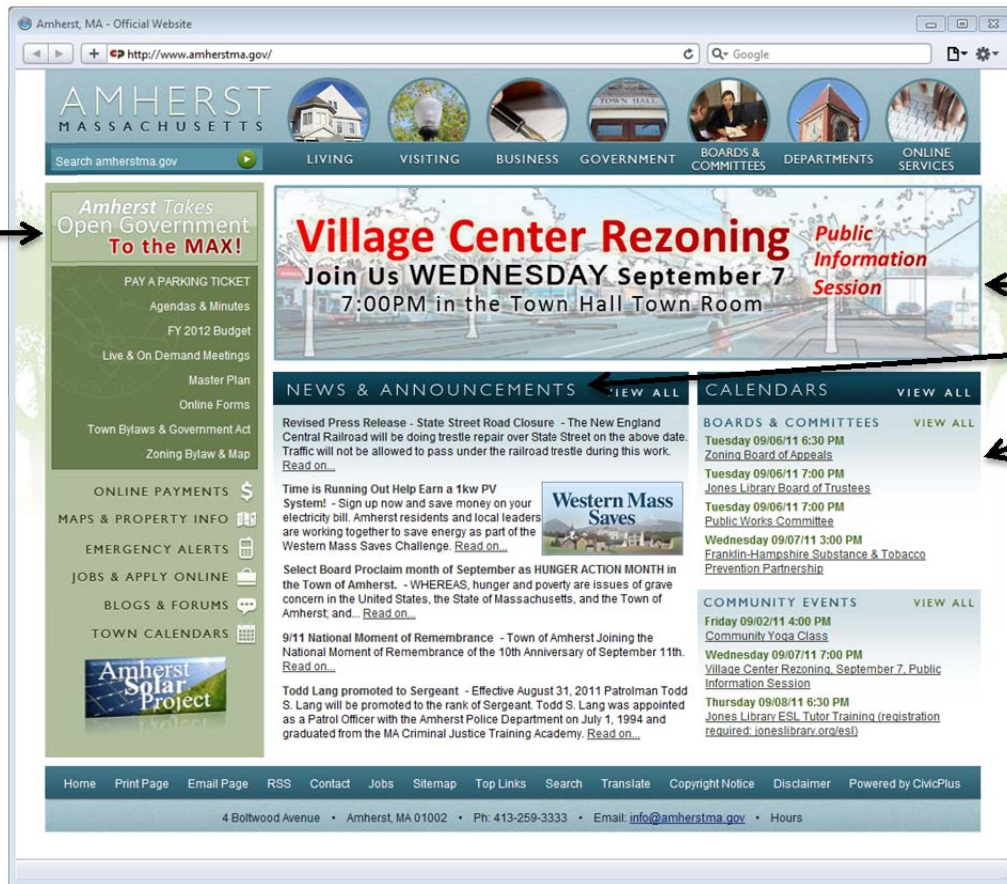 Amherst, MA - Official Website
http://www.amherstma.gov/
Google
AMHERST
MASSACHUSETTS
Search amherstma.gov
TOWN HALL
LIVING
VISITING
BUSINESS
GOVERNMENT
BOARDS &
COMMITTEES
DEPARTMENTS
ONLINE
SERVICES
Amherst Takes
Open Government
To the MAX!
PAY A PARKING TICKET
Agendas & Minutes
FY 2012 Budget
Live & On Demand Meetings
Master Plan
Online Forms
Town Bylaws & Government Act
Zoning Bylaw & Map
ONLINE PAYMENTS $
MAPS & PROPERTY INFO
EMERGENCY ALERTS
JOBS & APPLY ONLINE
BLOGS & FORUMS
TOWN CALENDARS
Amherst
Solar
Project
Village Center Rezoning
Join Us WEDNESDAY September 7
7:00PM in the Town Hall Town Room
Public
Information
Session
NEWS & ANNOUNCEMENTS VIEW ALL
Revised Press Release - State Street Road Closure - The New England
Central Railroad will be doing trestle repair over State Street on the above date.
Traffic will not be allowed to pass under the railroad trestle during this work.
Read on...
Time is Running Out Help Earn a 1kw PV
System! - Sign up now and save money on your
electricity bill. Amherst residents and local leaders
are working together to save energy as part of the
Western Mass Saves Challenge. Read on...
Western Mass
Saves
Select Board Proclaim month of September as HUNGER ACTION MONTH in
the Town of Amherst. - WHEREAS, hunger and poverty are issues of grave
concern in the United States, the State of Massachusetts, and the Town of
Amherst; and... Read on...
9/11 National Moment of Remembrance - Town of Amherst Joining the
National Moment of Remembrance of the 10th Anniversary of September 11th.
Read on...
Todd Lang promoted to Sergeant - Effective August 31, 2011 Patrolman Todd
S. Lang will be promoted to the rank of Sergeant. Todd S. Lang was appointed
as a Patrol Officer with the Amherst Police Department on July 1, 1994 and
graduated from the MA Criminal Justice Training Academy. Read on...
CALENDARS VIEW ALL
BOARDS & COMMITTEES VIEW ALL
Tuesday 09/06/11 6:30 PM
Zoning Board of Appeals
Tuesday 09/06/11 7:00 PM
Jones Library Board of Trustees
Tuesday 09/06/11 7:00 PM
Public Works Committee
Wednesday 09/07/11 3:00 PM
Franklin-Hampshire Substance & Tobacco
Prevention Partnership
COMMUNITY EVENTS VIEW ALL
Friday 09/02/11 4:00 PM
Community Yoga Class
Wednesday 09/07/11 7:00 PM
Village Center Rezoning, September 7, Public
Information Session
Thursday 09/08/11 6:30 PM
Jones Library ESL Tutor Training (registration
required: joneslibrary.org/esl)
Home Print Page Email Page RSS Contact Jobs Sitemap Top Links Search Translate Copyright Notice Disclaimer Powered by CivicPlus
4 Boltwood Avenue • Amherst, MA 01002 • Ph: 413-259-3333 • Email: info@amherstma.gov • Hours